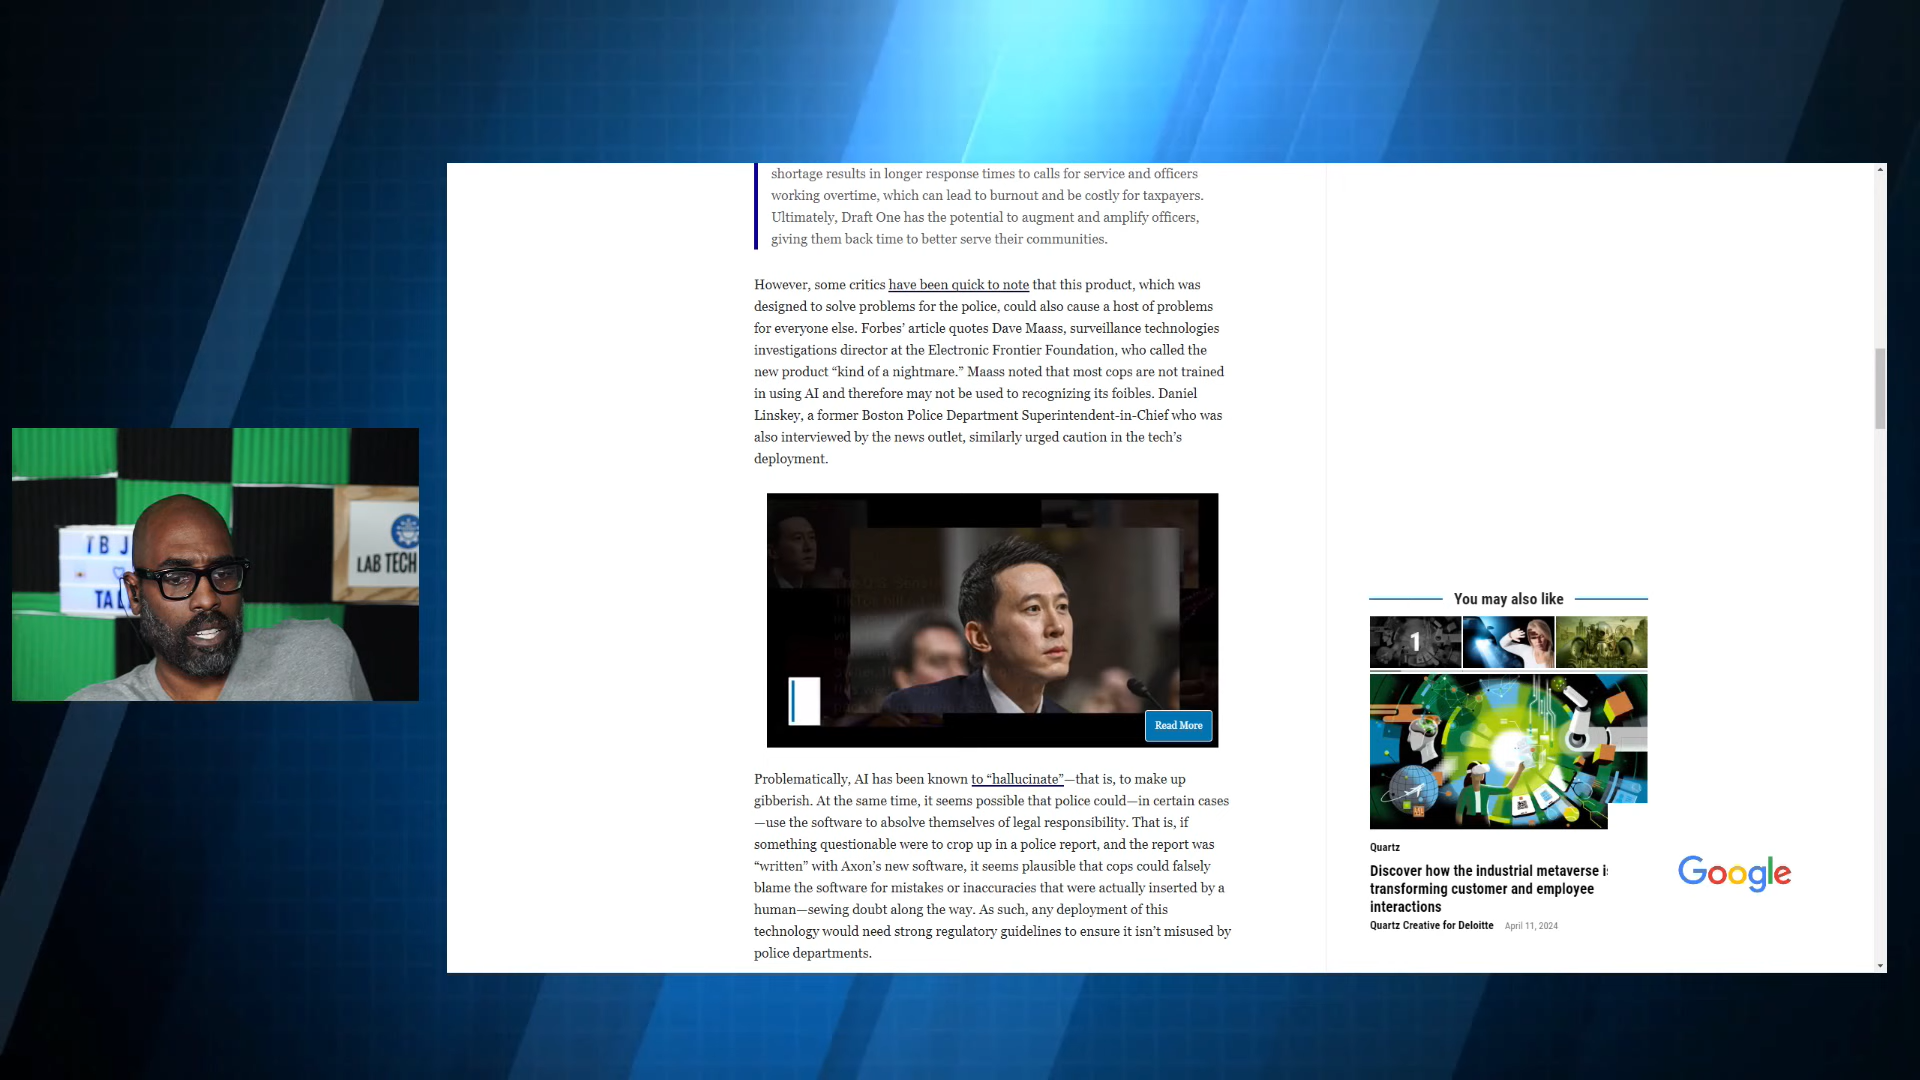 shortage results in longer response times to calls for service and officers
working overtime, which can lead to burnout and be costly for taxpayers.
Ultimately, Draft One has the potential to augment and amplify officers,
giving them back time to better serve their communities.
However, some critics have been quick to note that this product, which was
designed to solve problems for the police, could also cause a host of problems
for everyone else. Forbes’ article quotes Dave Maass, surveillance technologies
investigations director at the Electronic Frontier Foundation, who called the
new product “kind of a nightmare.” Maass noted that most cops are not trained
in using AI and therefore may not be used to recognizing its foibles. Daniel
Linskey, a former Boston Police Department Superintendent-in-Chief who was
also interviewed by the news outlet, similarly urged caution in the tech’s
deployment.
Read More
Problematically, AI has been known to “hallucinate”—that is, to make up
gibberish. At the same time, it seems possible that police could—in certain cases
—use the software to absolve themselves of legal responsibility. That is, if
something questionable were to crop up in a police report, and the report was
“written” with Axon’s new software, it seems plausible that cops could falsely
blame the software for mistakes or inaccuracies that were actually inserted by a
human—sewing doubt along the way. As such, any deployment of this
technology would need strong regulatory guidelines to ensure it isn’t misused by
police departments.
You may also like
1
Quartz
Discover how the industrial metaverse i
transforming customer and employee
interactions
Quartz Creative for Deloitte April 11, 2024
Google
TB J
TAL
LAB TECH